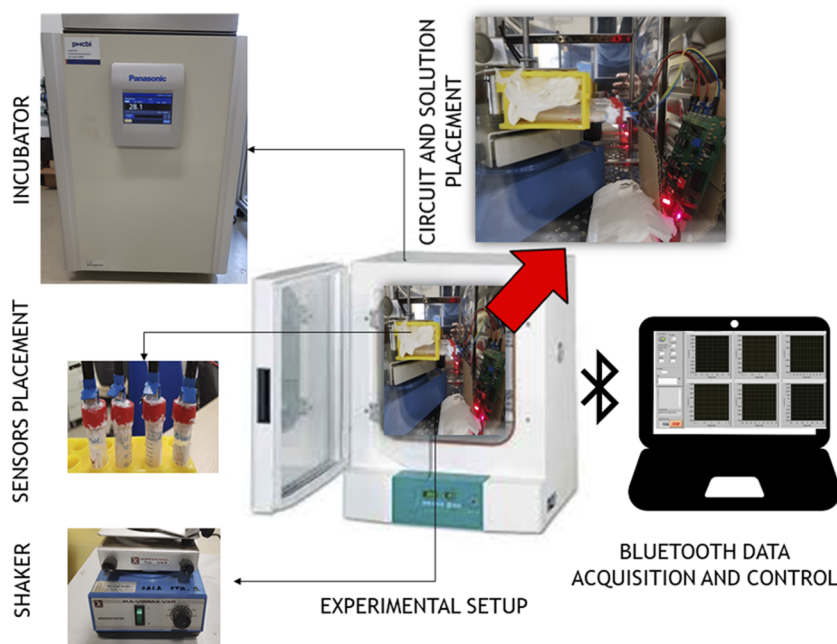 INCUBATOR
Panasonic
28.1
CIRCUIT AND SOLUTION
PLACEMENT
SENSORS PLACEMENT
SHAKER
EXPERIMENTAL SETUP
BLUETOOTH DATA
ACQUISITION AND CONTROL